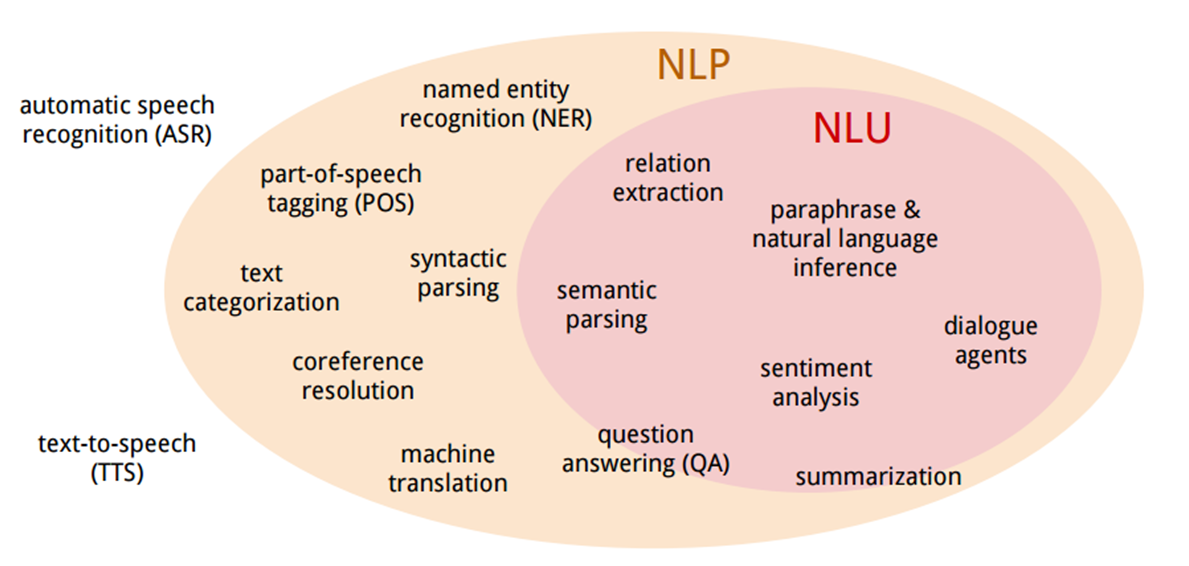 NLP
named entity
recognition (NER)
automatic speech
recognition (ASR)
NLU
relation
extraction
part-of-speech
tagging (POS)
paraphrase &
natural language
inference
syntactic
parsing
text
categorization
semantic
parsing
dialogue
agents
coreference
resolution
sentiment
analysis
question
answering (QA)
text-to-speech
(TTS)
machine
translation
summarization